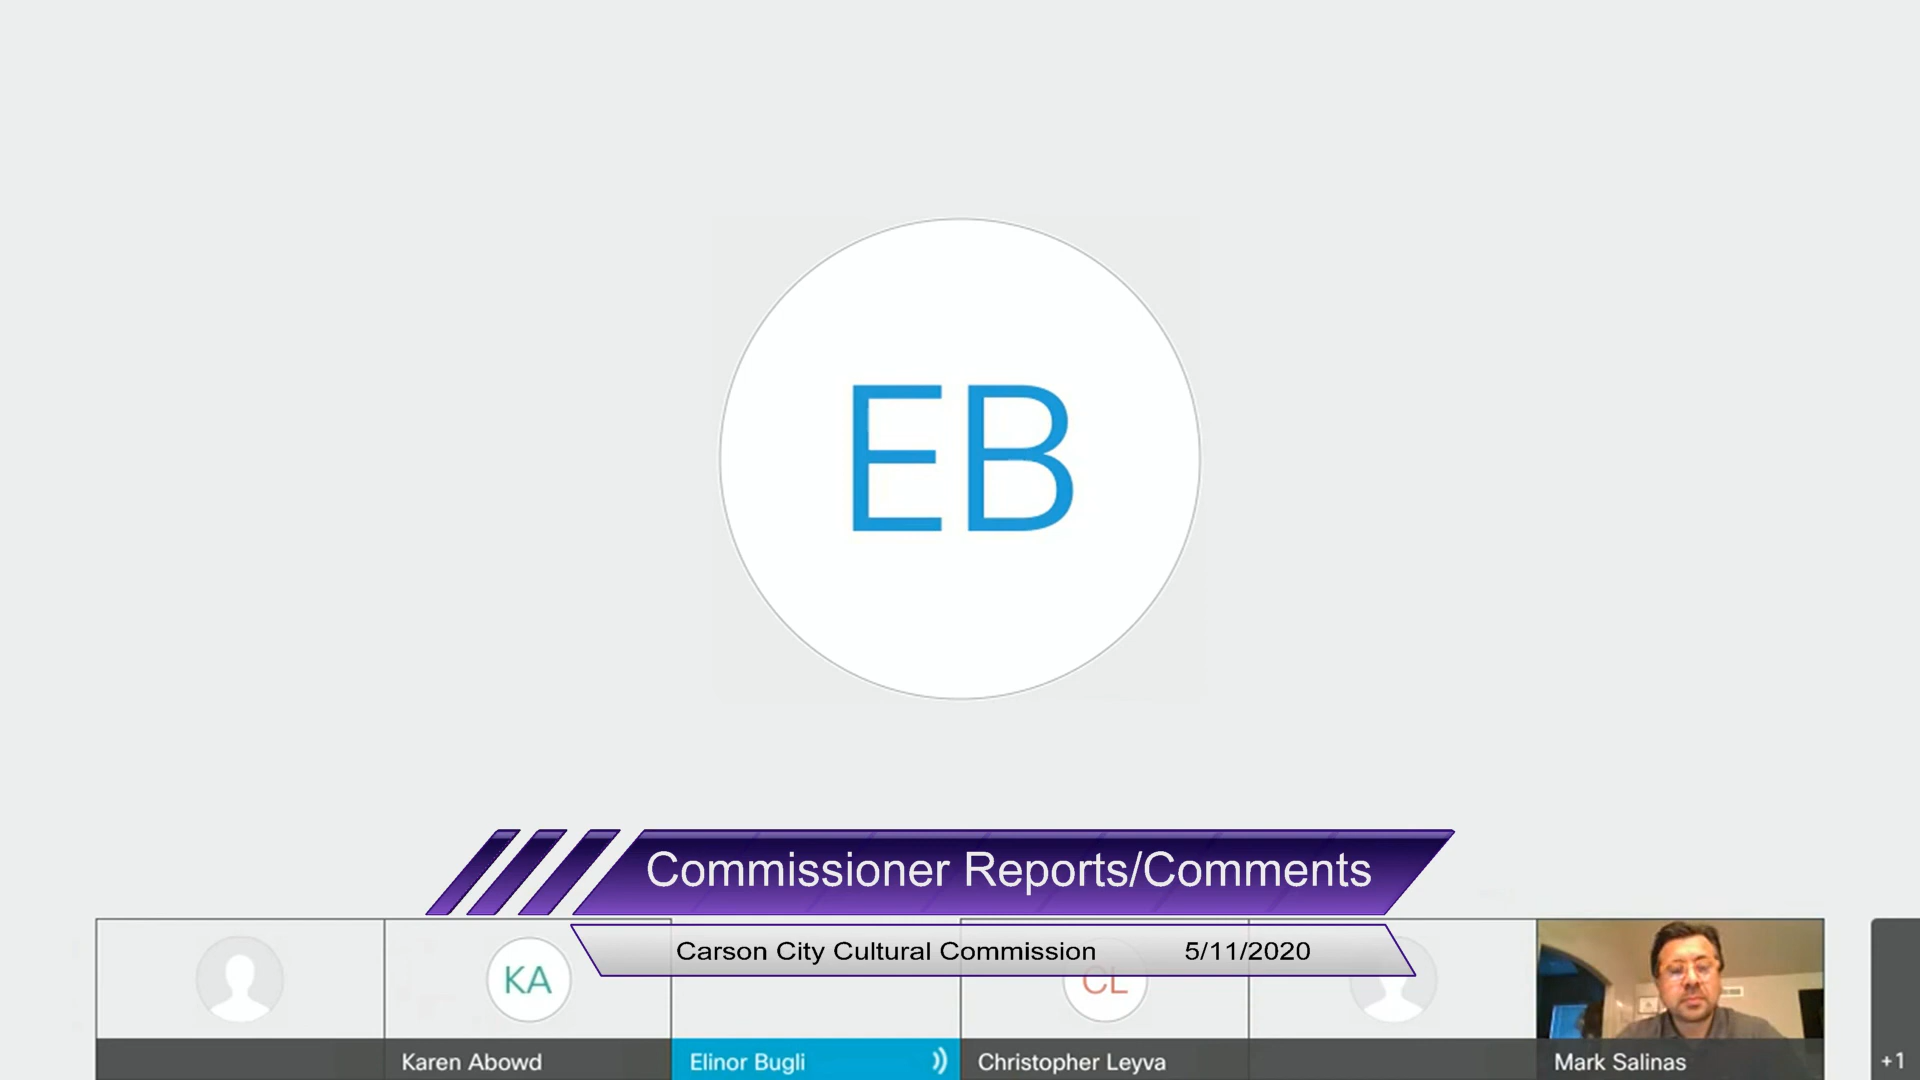 EB
Commissioner Reports/Comments
Carson City Cultural Commission 5/11/2020
KA
CL
Karen Abowd
Elinor Bugli
Christopher Leyva
Mark Salinas
+1